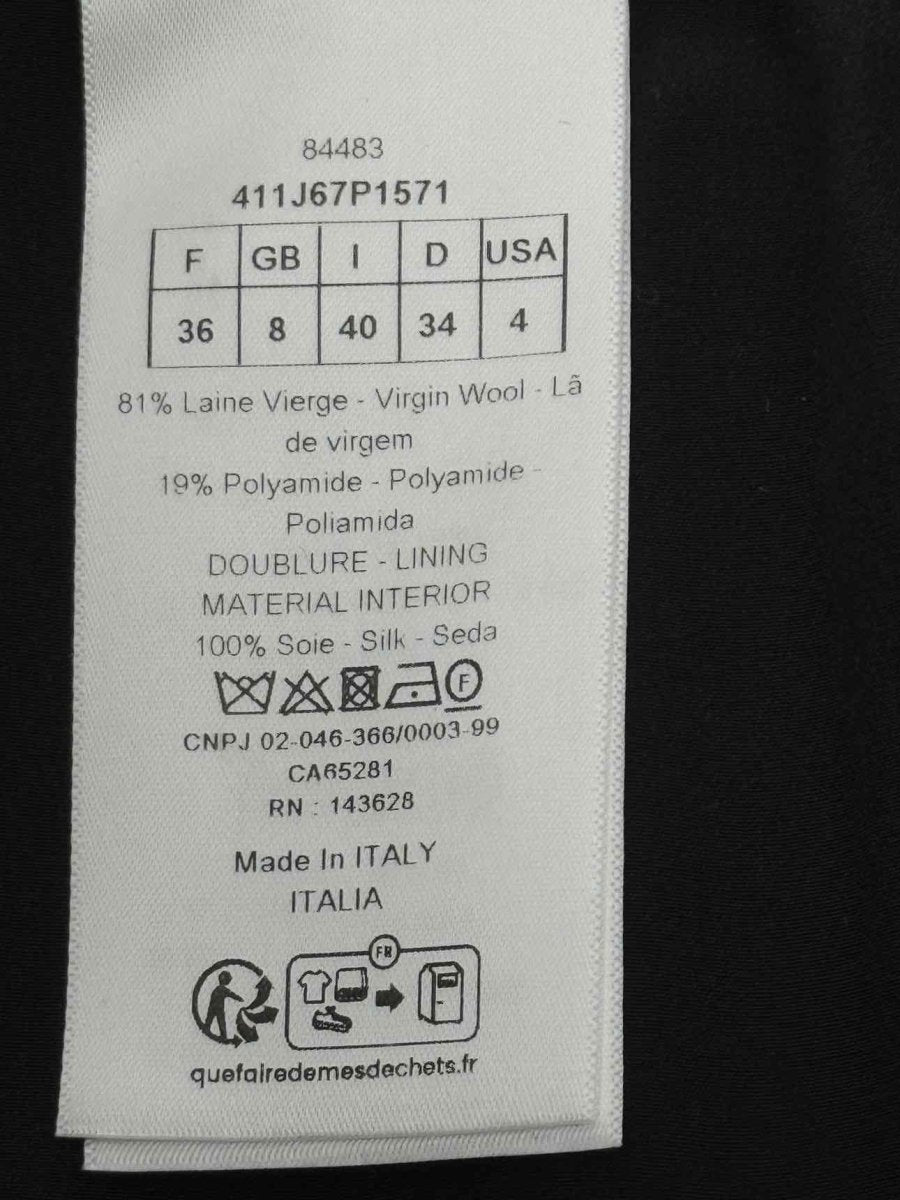 84483
411J67P1571
F GB I D USA
36 8 40 34 4
81% Laine Vierge - Virgin Wool - Lã
de virgem
19% Polyamide - Polyamide -
Poliamida
DOUBLURE - LINING
MATERIAL INTERIOR
100% Soie - Silk - Seda
F
CNPJ 02-046-366/0003-99
CA65281
RN : 143628
Made In ITALY
ITALIA
FR
quefairedemesdechets.fr